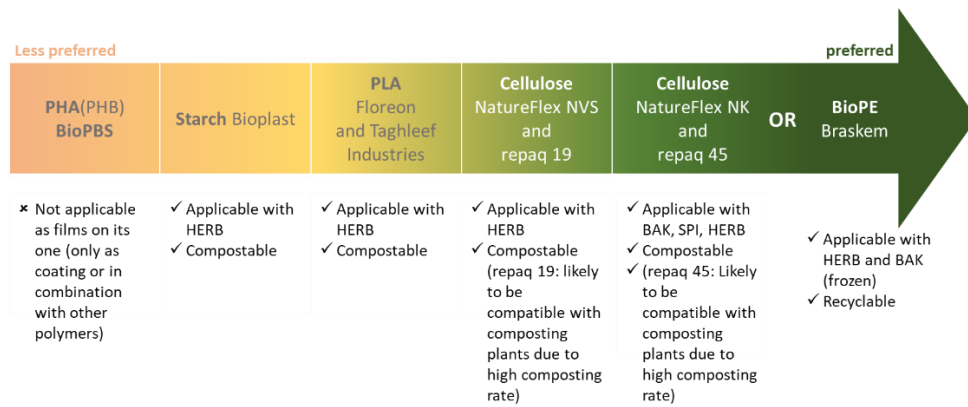 Less preferred
preferred
PHA(PHB)
BioPBS
Starch Bioplast
PLA
Floreon
and Taghleef
Industries
Cellulose
NatureFlex NVS
and
repaq 19
Cellulose
NatureFlex NK
and
repaq 45
OR
BioPE
Braskem
× Not applicable
as films on its
one (only as
coating or in
combination
with other
polymers)
✓ Applicable with
HERB
✓ Compostable
✓ Applicable with
HERB
✓ Compostable
✓ Applicable with
HERB
✓ Compostable
(repaq 19: likely
to be
compatible with
composting
plants due to
high composting
rate)
✓ Applicable with
BAK, SPI, HERB
✓ Compostable
✓ (repaq 45: Likely
to be
compatible with
composting
plants due to
high composting
rate)
✓ Applicable with
HERB and BAK
(frozen)
✓ Recyclable